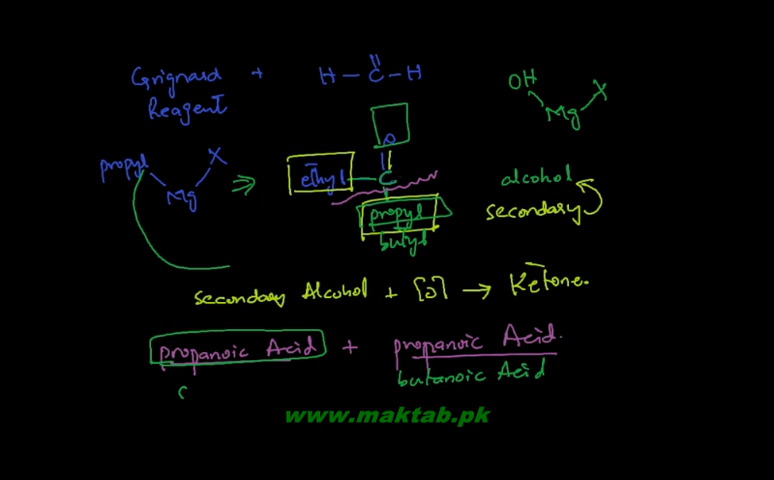 Grignard + H-C-H OH
Reagent
Mg X
propyl X
Mg
O
ethyl C alcohol
propyl secondary
butyl
secondary Alcohol + [O] → Ketone.
propanoic Acid + propanoic Acid.
butanoic Acid
www.maktab.pk